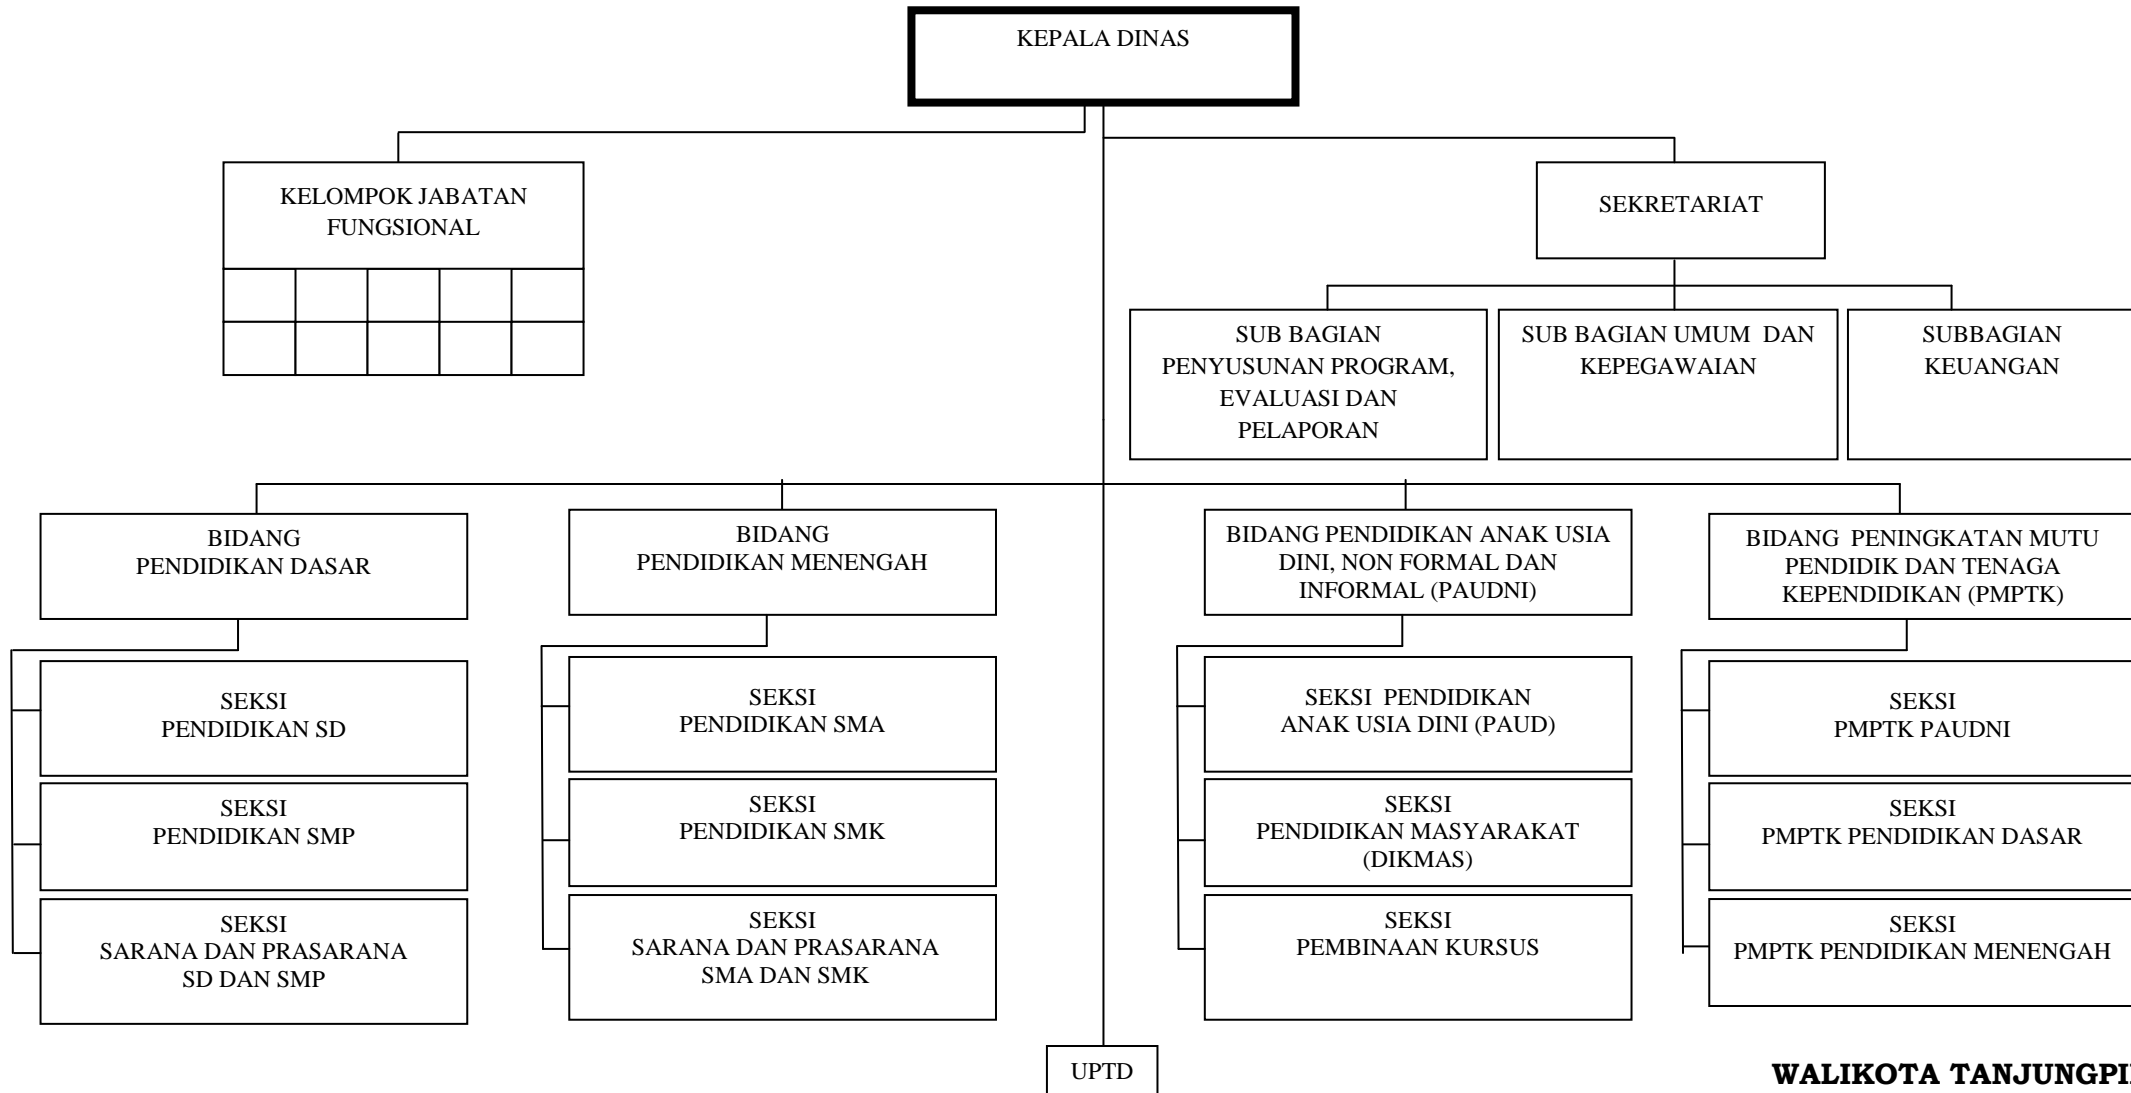 KEPALA DINAS
KELOMPOK JABATAN
FUNGSIONAL
SEKRETARIAT
SUB BAGIAN
PENYUSUNAN PROGRAM,
EVALUASI DAN
PELAPORAN
SUB BAGIAN UMUM DAN
KEPEGAWAIAN
SUBBAGIAN
KEUANGAN
BIDANG
PENDIDIKAN DASAR
BIDANG
PENDIDIKAN MENENGAH
BIDANG PENDIDIKAN ANAK USIA
DINI, NON FORMAL DAN
INFORMAL (PAUDNI)
BIDANG PENINGKATAN MUTU
PENDIDIK DAN TENAGA
KEPENDIDIKAN (PMPTK)
SEKSI
PENDIDIKAN SD
SEKSI
PENDIDIKAN SMP
SEKSI
SARANA DAN PRASARANA
SD DAN SMP
SEKSI
PENDIDIKAN SMA
SEKSI
PENDIDIKAN SMK
SEKSI
SARANA DAN PRASARANA
SMA DAN SMK
SEKSI PENDIDIKAN
ANAK USIA DINI (PAUD)
SEKSI
PENDIDIKAN MASYARAKAT
(DIKMAS)
SEKSI
PEMBINAAN KURSUS
SEKSI
PMPTK PAUDNI
SEKSI
PMPTK PENDIDIKAN DASAR
SEKSI
PMPTK PENDIDIKAN MENENGAH
UPTD
WALIKOTA